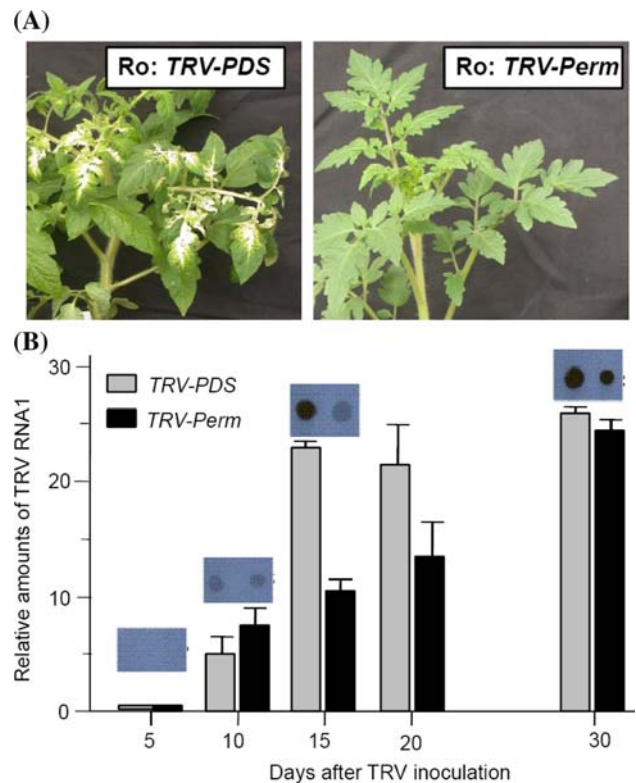 (A)
Ro: TRV-PDS
Ro: TRV-Perm
(B)
30
20
10
0
Relative amounts of TRV RNA1
TRV-PDS
TRV-Perm
5
10
15
20
30
Days after TRV inoculation